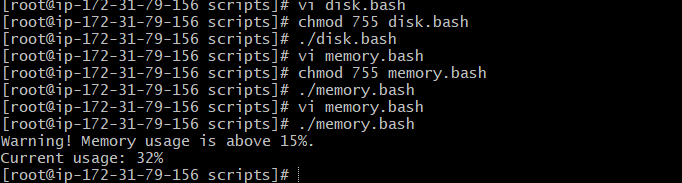 [root@ip-172-31-79-156 scripts]# vi disk.bash
[root@ip-172-31-79-156 scripts]# chmod 755 disk.bash
[root@ip-172-31-79-156 scripts]# ./disk.bash
[root@ip-172-31-79-156 scripts]# vi memory.bash
[root@ip-172-31-79-156 scripts]# chmod 755 memory.bash
[root@ip-172-31-79-156 scripts]# ./memory.bash
[root@ip-172-31-79-156 scripts]# vi memory.bash
[root@ip-172-31-79-156 scripts]# ./memory.bash
Warning! Memory usage is above 15%.
Current usage: 32%
[root@ip-172-31-79-156 scripts]#